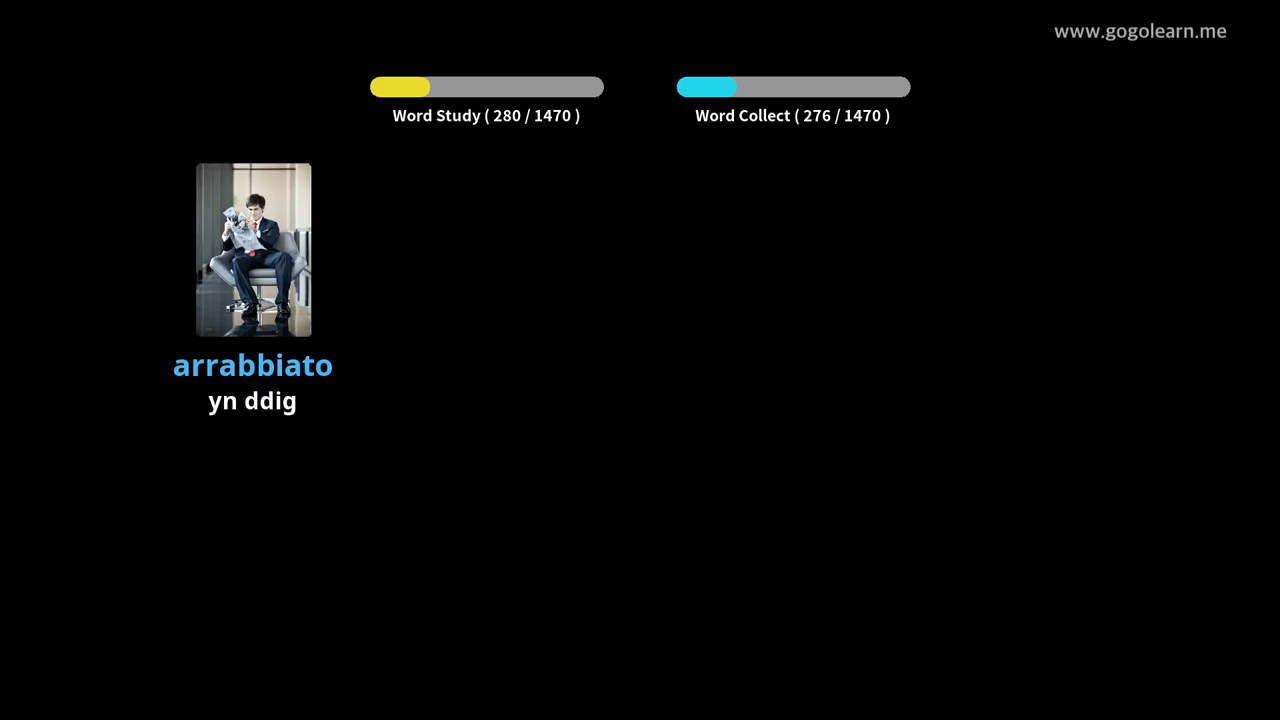 www.gogolearn.me
Word Study ( 280 / 1470 )
Word Collect ( 276 / 1470 )
arrabbiato
yn ddig